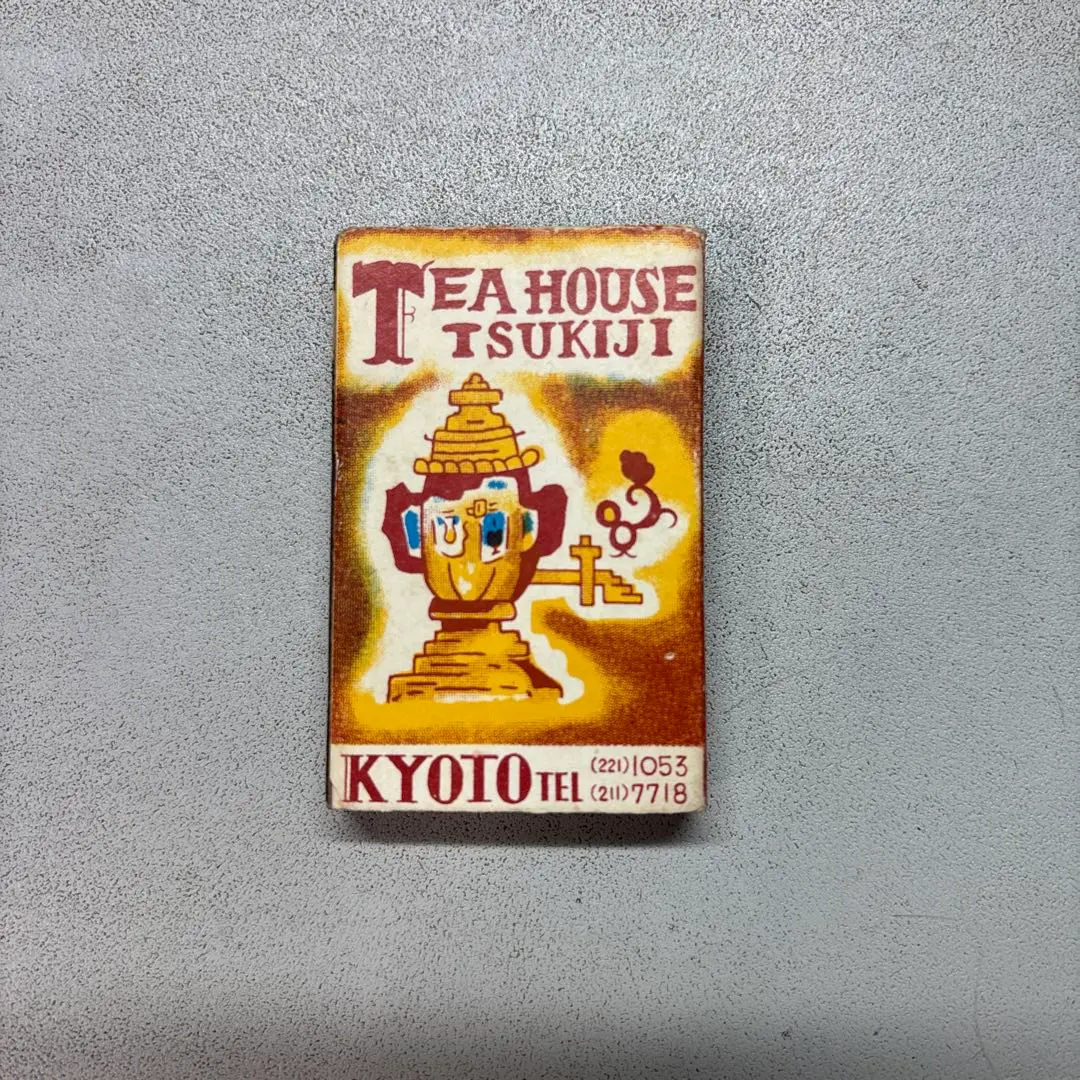 TEA HOUSE
TSUKIJI
KYOTO TEL (221)1053
(211)7718